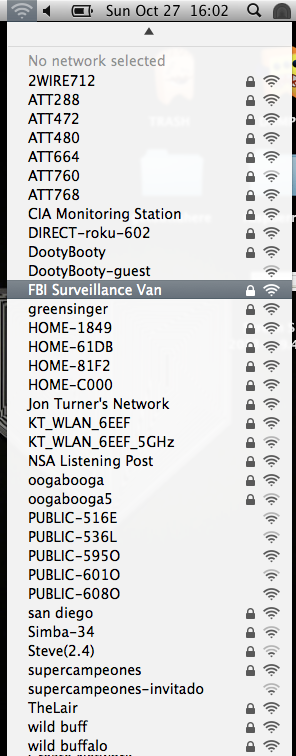 Sun Oct 27 16:02
No network selected
2WIRE712
ATT288
ATT472
ATT480
ATT664
ATT760
ATT768
CIA Monitoring Station
DIRECT-roku-602
DootyBooty
DootyBooty-guest
FBI Surveillance Van
greensinger
HOME-1849
HOME-61DB
HOME-81F2
HOME-C000
Jon Turner's Network
KT_WLAN_6EEF
KT_WLAN_6EEF_5GHz
NSA Listening Post
oogabooga
oogabooga5
PUBLIC-516E
PUBLIC-536L
PUBLIC-595O
PUBLIC-601O
PUBLIC-608O
san diego
Simba-34
Steve(2.4)
supercampeones
supercampeones-invitado
TheLair
wild buff
wild buffalo
TRASH